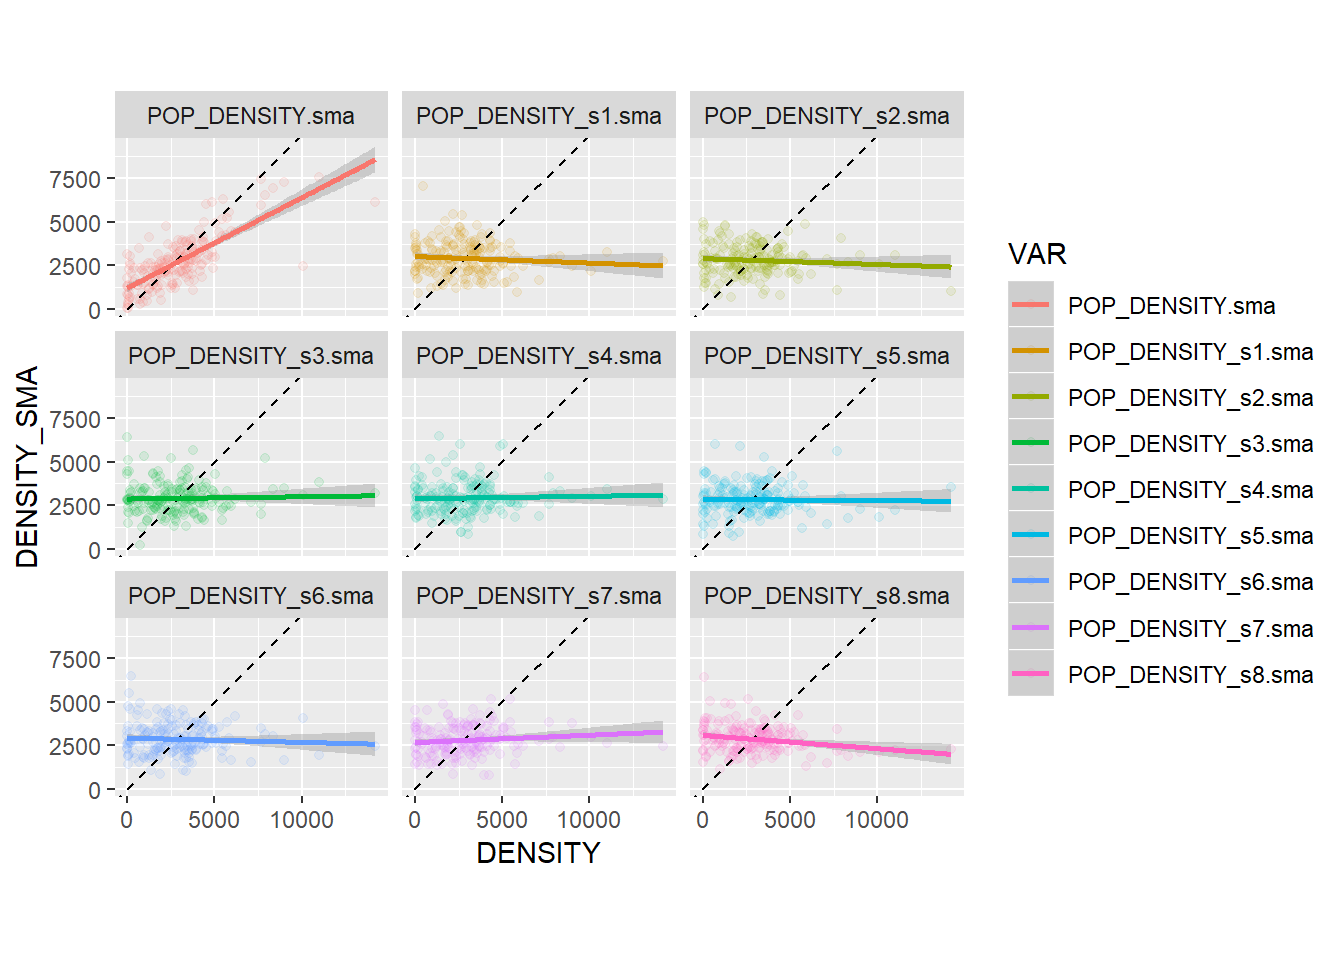 POP_DENSITY.sma
POP_DENSITY_s1.sma
POP_DENSITY_s2.sma
7500
5000
2500
0
POP_DENSITY_s3.sma
POP_DENSITY_s4.sma
POP_DENSITY_s5.sma
7500
5000
2500
0
POP_DENSITY_s6.sma
POP_DENSITY_s7.sma
POP_DENSITY_s8.sma
7500
5000
2500
0
0 5000 10000
0 5000 10000
0 5000 10000
DENSITY
DENSITY_SMA
VAR
POP_DENSITY.sma
POP_DENSITY_s1.sma
POP_DENSITY_s2.sma
POP_DENSITY_s3.sma
POP_DENSITY_s4.sma
POP_DENSITY_s5.sma
POP_DENSITY_s6.sma
POP_DENSITY_s7.sma
POP_DENSITY_s8.sma